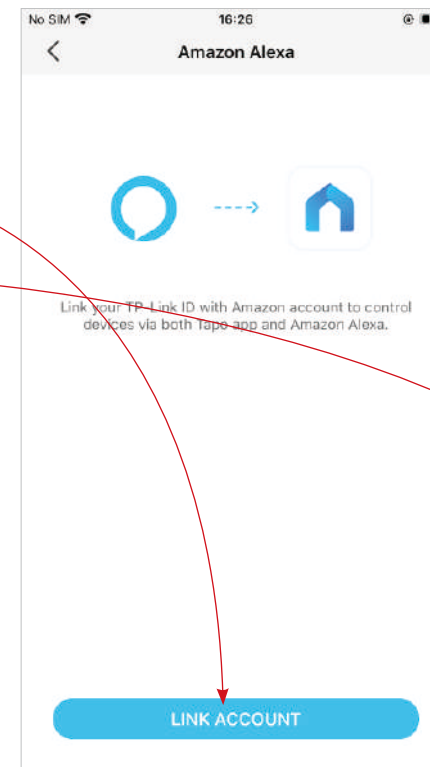 No SIM 16:26
Amazon Alexa
Link your TP-Link ID with Amazon account to control
devices via both Tapo app and Amazon Alexa.
LINK ACCOUNT